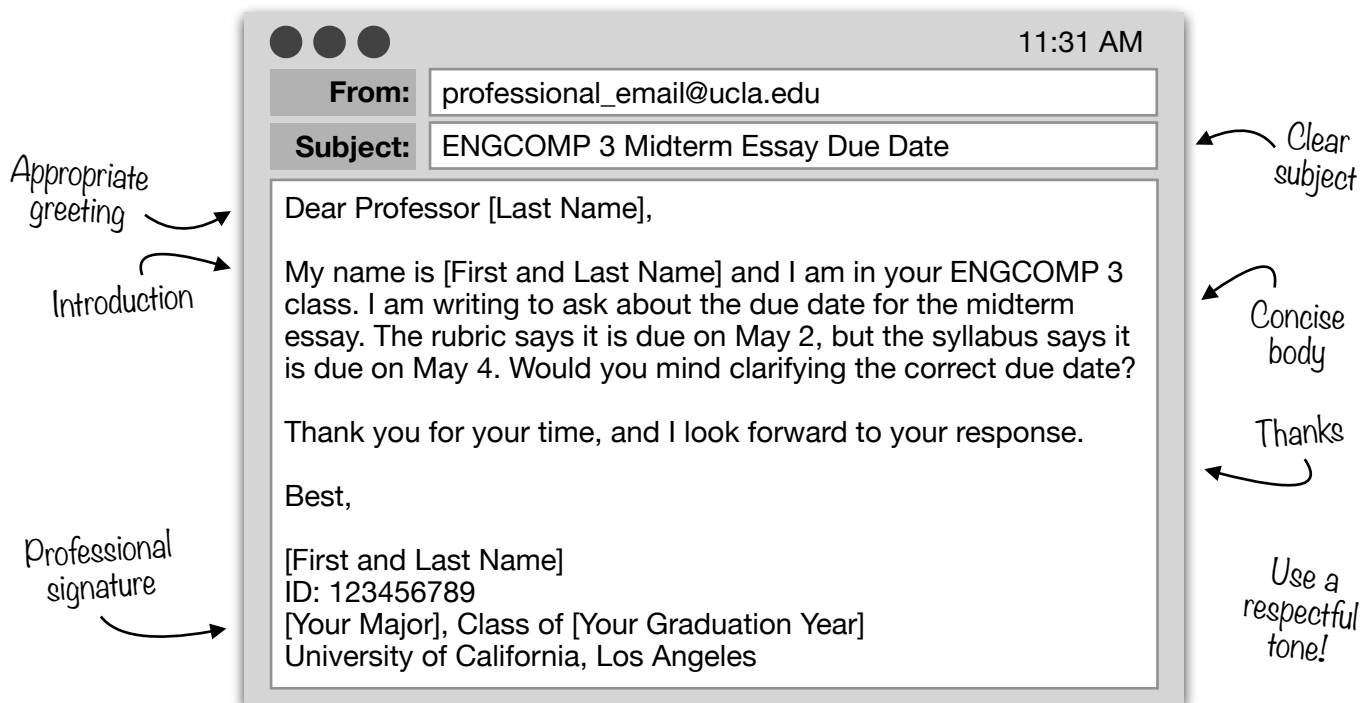 11:31 AM
From: professional_email@ucla.edu
Subject: ENGCOMP 3 Midterm Essay Due Date
Clear
subject
Appropriate
greeting
Dear Professor [Last Name],
Introduction
My name is [First and Last Name] and I am in your ENGCOMP 3
class. I am writing to ask about the due date for the midterm
essay. The rubric says it is due on May 2, but the syllabus says it
is due on May 4. Would you mind clarifying the correct due date?
Concise
body
Thank you for your time, and I look forward to your response.
Thanks
Best,
Professional
signature
[First and Last Name]
ID: 123456789
[Your Major], Class of [Your Graduation Year]
University of California, Los Angeles
Use a
respectful
tone!